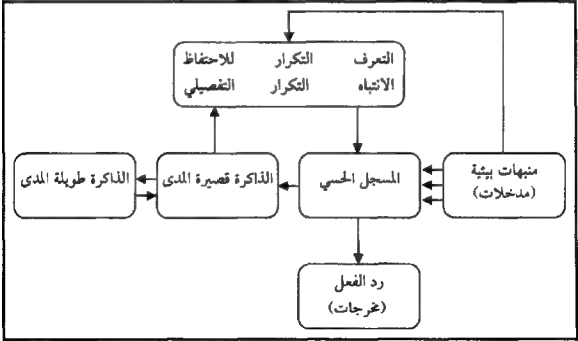 التعرف التكرار للاحتفاظ
الانتباه التكرار التفصيلي
منبهات بيئية
(مدخلات)
المسجل الحسي
الذاكرة قصيرة المدى
الذاكرة طويلة المدى
رد الفعل
(مخرجات)